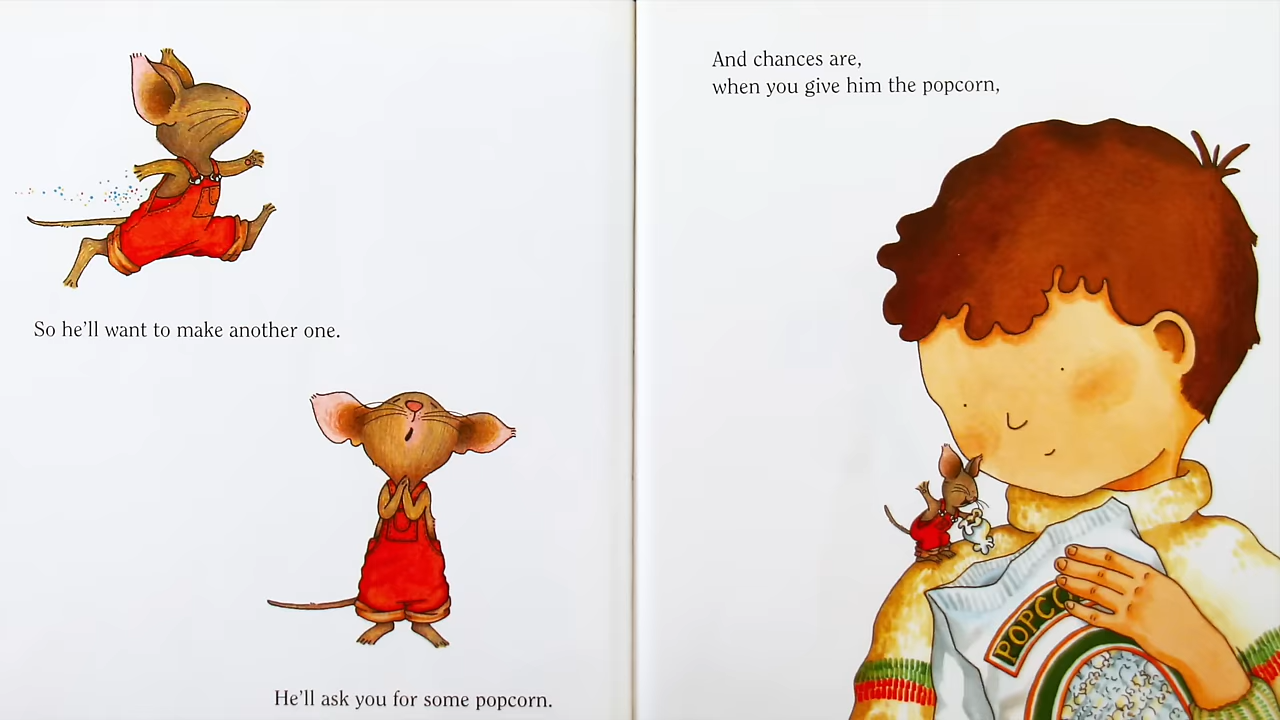 So he'll want to make another one.
He'll ask you for some popcorn.
And chances are,
when you give him the popcorn,
POPCO